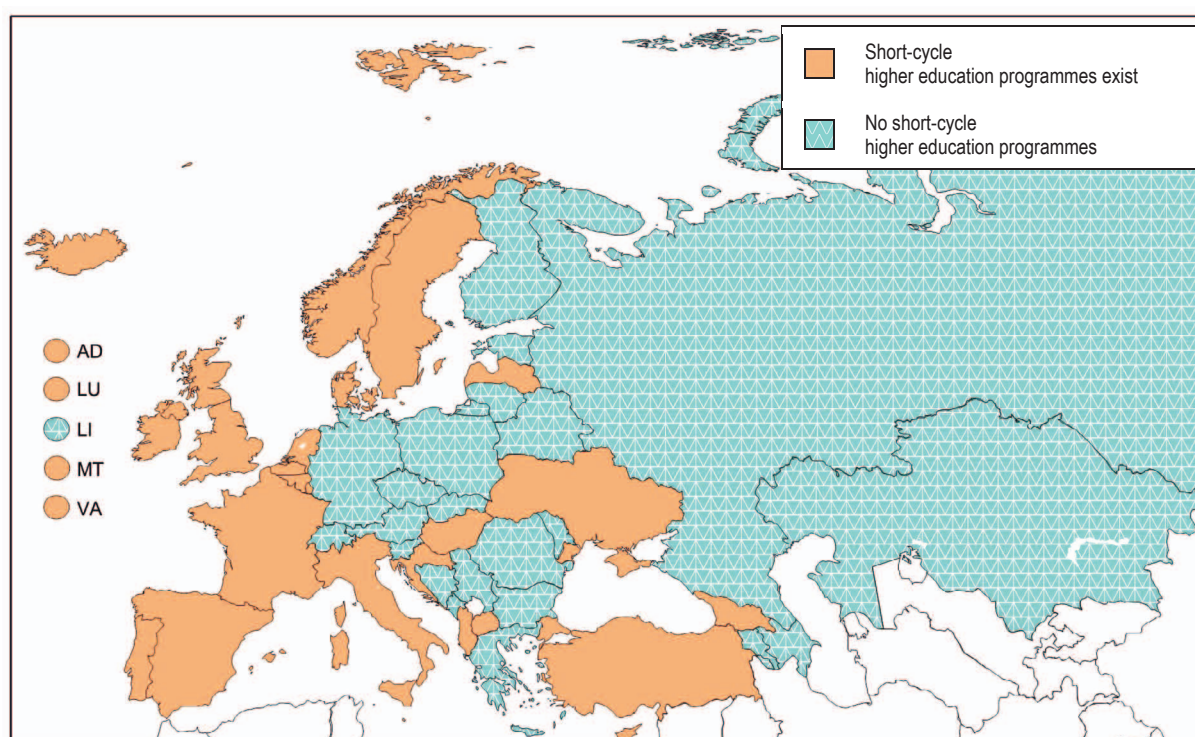 Short-cycle
higher education programmes exist
No short-cycle
higher education programmes
AD
LU
LI
MT
VA